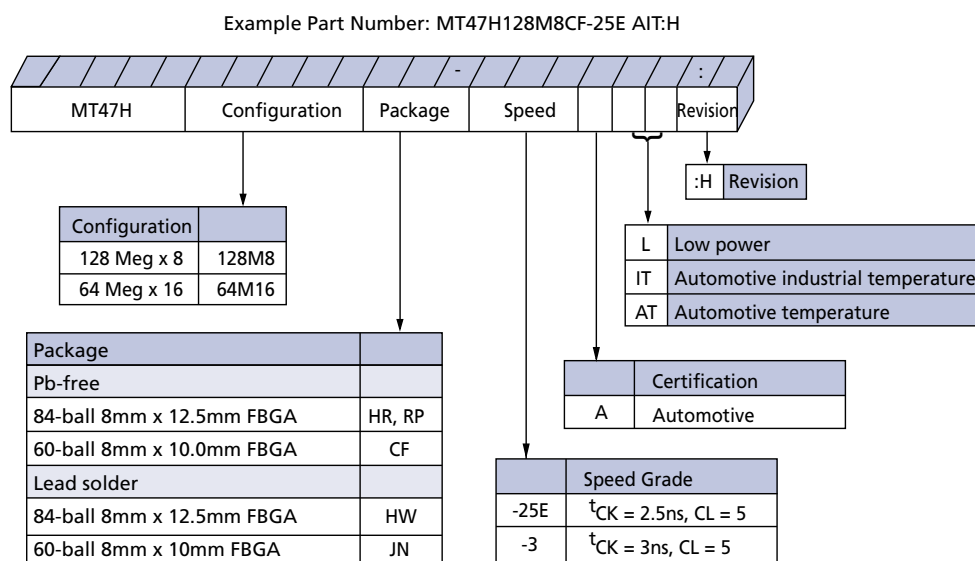 Example Part Number: MT47H128M8CF-25E AIT:H
- :
MT47H Configuration Package Speed Revision
:H Revision
Configuration
128 Meg x 8 128M8
64 Meg x 16 64M16
L Low power
IT Automotive industrial temperature
AT Automotive temperature
Package
Pb-free
84-ball 8mm x 12.5mm FBGA HR, RP
60-ball 8mm x 10.0mm FBGA CF
Lead solder
84-ball 8mm x 12.5mm FBGA HW
60-ball 8mm x 10mm FBGA JN
Certification
A Automotive
Speed Grade
-25E tCK = 2.5ns, CL = 5
-3 tCK = 3ns, CL = 5